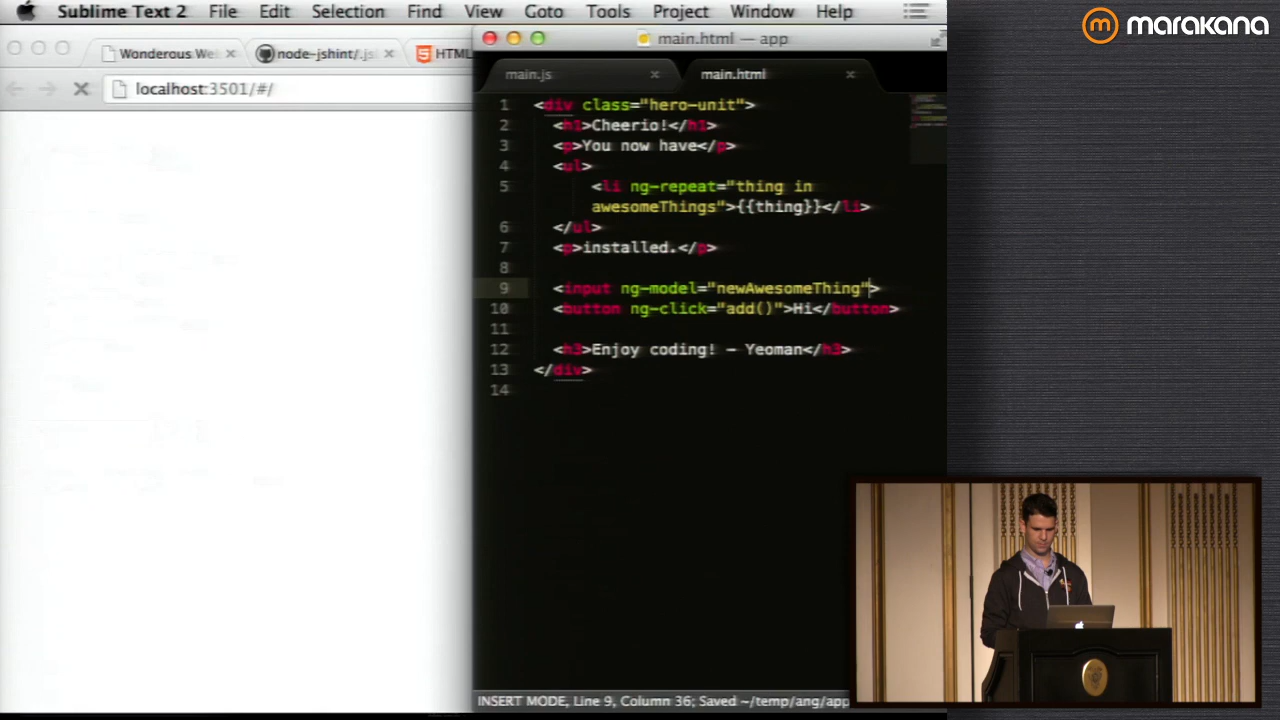 Sublime Text 2 File Edit Selection Find View Goto Tools Project Window Help
marakana
Wonderous We
node-jshint/.js
HTML
main.html — app
localhost:3501/#/
main.js
main.html
1 <div class="hero-unit">
2 <h1>Cheerio!</h1>
3 <p>You now have</p>
4 <ul>
5 <li ng-repeat="thing in
awesomeThings">{{thing}}</li>
6 </ul>
7 <p>installed.</p>
8
9 <input ng-model="newAwesomeThing">
10 <button ng-click="add()">Hi</button>
11
12 <h3>Enjoy coding! - Yeoman</h3>
13 </div>
14
INSERT MODE, Line 9, Column 36; Saved ~/temp/ang/app